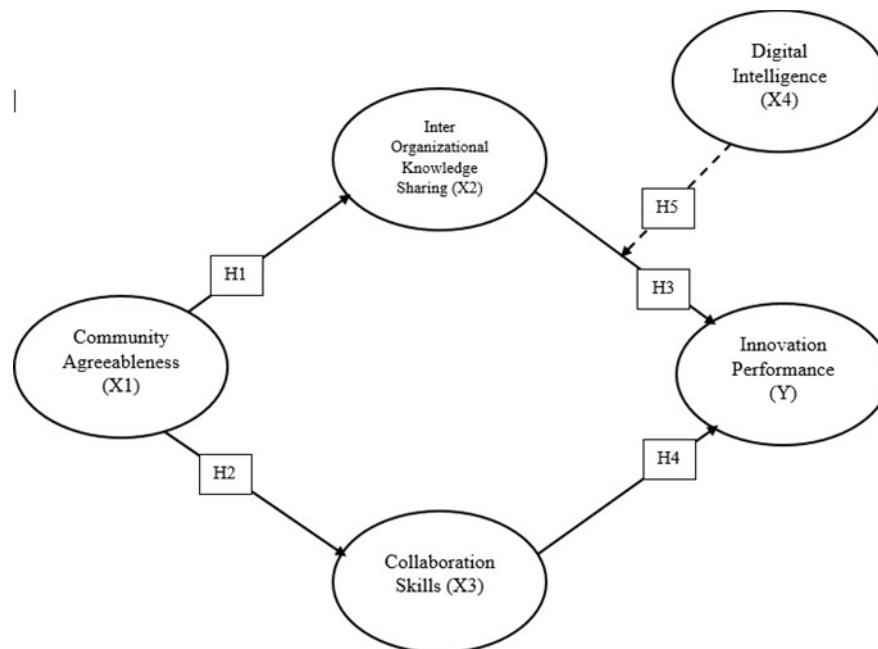 Digital
Intelligence
(X4)
Inter
Organizational
Knowledge
Sharing (X2)
H5
H1
H3
Community
Agreeableness
(X1)
Innovation
Performance
(Y)
H2
H4
Collaboration
Skills (X3)